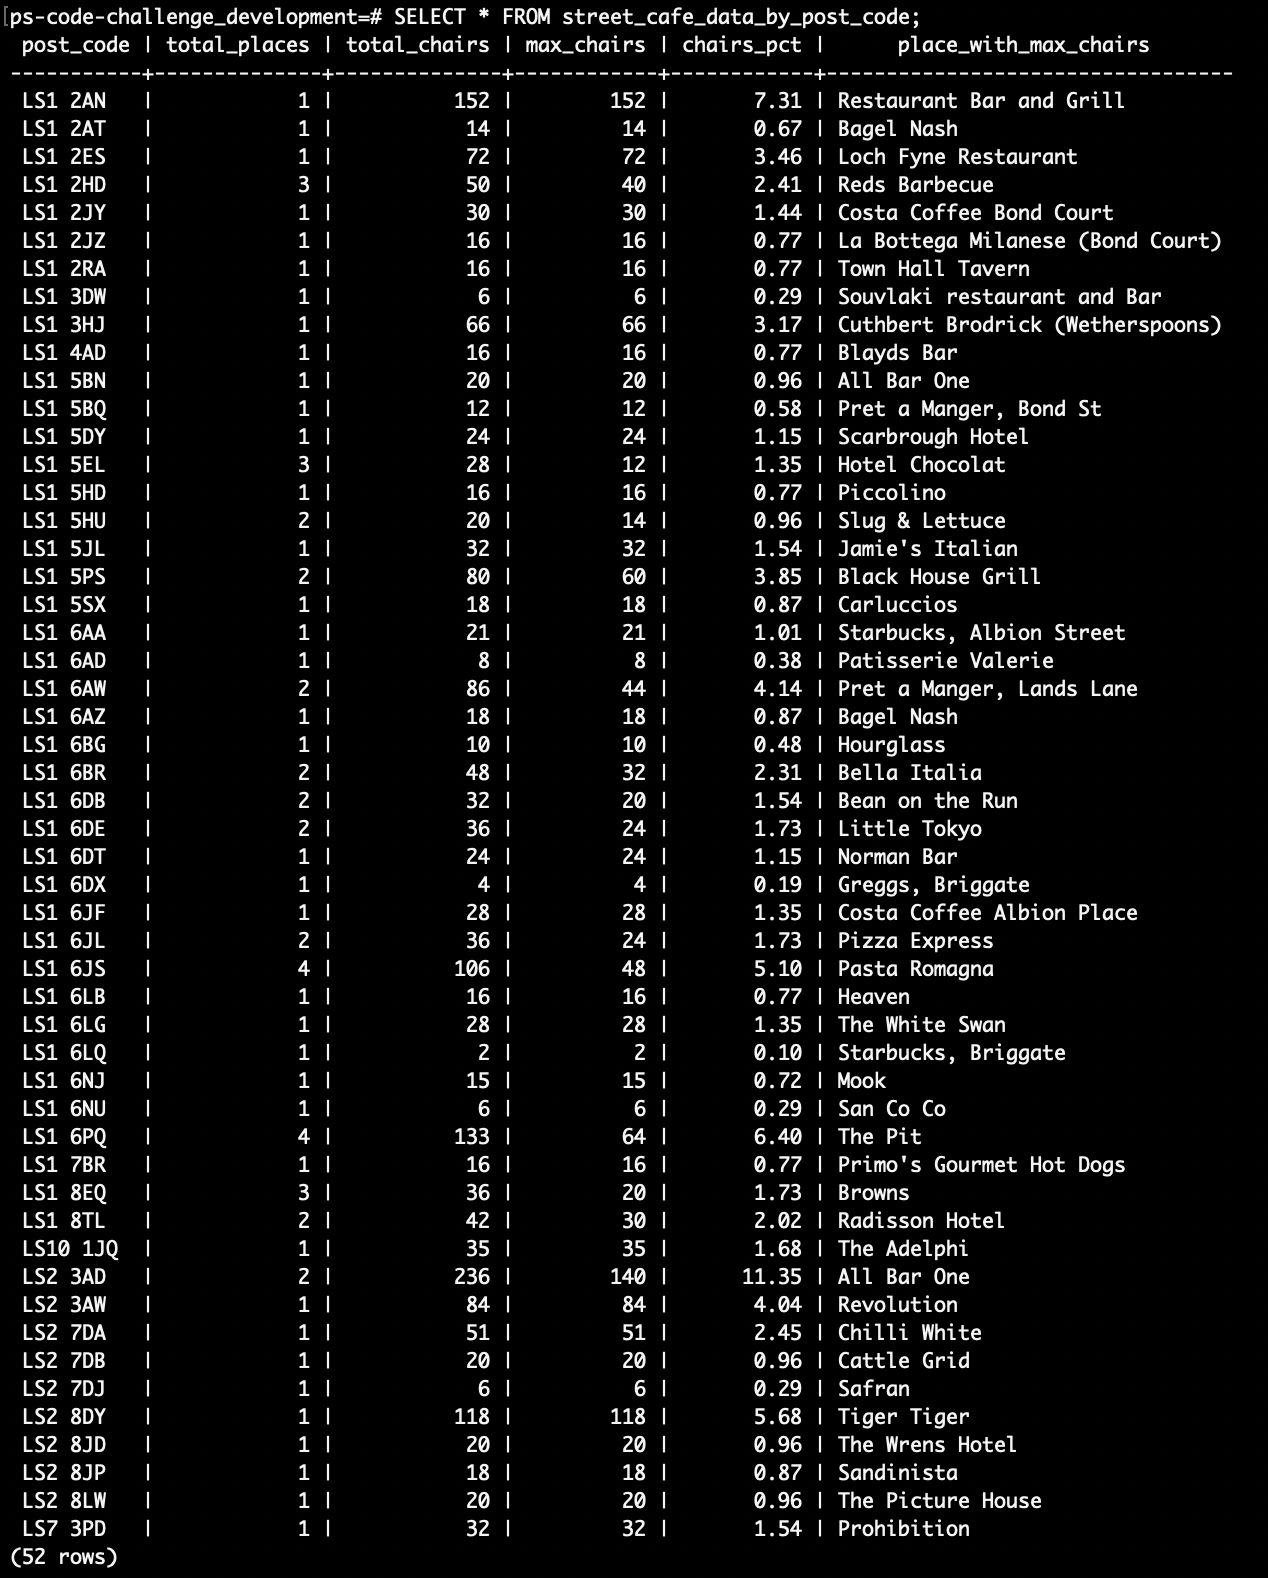 [ps-code-challenge_development=# SELECT * FROM street_cafe_data_by_post_code;
 post_code | total_places | total_chairs | max_chairs | chairs_pct |      place_with_max_chairs
-----------+--------------+--------------+------------+------------+----------------------------------
 LS1 2AN   |            1 |          152 |        152 |       7.31 | Restaurant Bar and Grill
 LS1 2AT   |            1 |           14 |         14 |       0.67 | Bagel Nash
 LS1 2ES   |            1 |           72 |         72 |       3.46 | Loch Fyne Restaurant
 LS1 2HD   |            3 |           50 |         40 |       2.41 | Reds Barbecue
 LS1 2JY   |            1 |           30 |         30 |       1.44 | Costa Coffee Bond Court
 LS1 2JZ   |            1 |           16 |         16 |       0.77 | La Bottega Milanese (Bond Court)
 LS1 2RA   |            1 |           16 |         16 |       0.77 | Town Hall Tavern
 LS1 3DW   |            1 |            6 |          6 |       0.29 | Souvlaki restaurant and Bar
 LS1 3HJ   |            1 |           66 |         66 |       3.17 | Cuthbert Brodrick (Wetherspoons)
 LS1 4AD   |            1 |           16 |         16 |       0.77 | Blayds Bar
 LS1 5BN   |            1 |           20 |         20 |       0.96 | All Bar One
 LS1 5BQ   |            1 |           12 |         12 |       0.58 | Pret a Manger, Bond St
 LS1 5DY   |            1 |           24 |         24 |       1.15 | Scarbrough Hotel
 LS1 5EL   |            3 |           28 |         12 |       1.35 | Hotel Chocolat
 LS1 5HD   |            1 |           16 |         16 |       0.77 | Piccolino
 LS1 5HU   |            2 |           20 |         14 |       0.96 | Slug & Lettuce
 LS1 5JL   |            1 |           32 |         32 |       1.54 | Jamie's Italian
 LS1 5PS   |            2 |           80 |         60 |       3.85 | Black House Grill
 LS1 5SX   |            1 |           18 |         18 |       0.87 | Carluccios
 LS1 6AA   |            1 |           21 |         21 |       1.01 | Starbucks, Albion Street
 LS1 6AD   |            1 |            8 |          8 |       0.38 | Patisserie Valerie
 LS1 6AW   |            2 |           86 |         44 |       4.14 | Pret a Manger, Lands Lane
 LS1 6AZ   |            1 |           18 |         18 |       0.87 | Bagel Nash
 LS1 6BG   |            1 |           10 |         10 |       0.48 | Hourglass
 LS1 6BR   |            2 |           48 |         32 |       2.31 | Bella Italia
 LS1 6DB   |            2 |           32 |         20 |       1.54 | Bean on the Run
 LS1 6DE   |            2 |           36 |         24 |       1.73 | Little Tokyo
 LS1 6DT   |            1 |           24 |         24 |       1.15 | Norman Bar
 LS1 6DX   |            1 |            4 |          4 |       0.19 | Greggs, Briggate
 LS1 6JF   |            1 |           28 |         28 |       1.35 | Costa Coffee Albion Place
 LS1 6JL   |            2 |           36 |         24 |       1.73 | Pizza Express
 LS1 6JS   |            4 |          106 |         48 |       5.10 | Pasta Romagna
 LS1 6LB   |            1 |           16 |         16 |       0.77 | Heaven
 LS1 6LG   |            1 |           28 |         28 |       1.35 | The White Swan
 LS1 6LQ   |            1 |            2 |          2 |       0.10 | Starbucks, Briggate
 LS1 6NJ   |            1 |           15 |         15 |       0.72 | Mook
 LS1 6NU   |            1 |            6 |          6 |       0.29 | San Co Co
 LS1 6PQ   |            4 |          133 |         64 |       6.40 | The Pit
 LS1 7BR   |            1 |           16 |         16 |       0.77 | Primo's Gourmet Hot Dogs
 LS1 8EQ   |            3 |           36 |         20 |       1.73 | Browns
 LS1 8TL   |            2 |           42 |         30 |       2.02 | Radisson Hotel
 LS10 1JQ  |            1 |           35 |         35 |       1.68 | The Adelphi
 LS2 3AD   |            2 |          236 |        140 |      11.35 | All Bar One
 LS2 3AW   |            1 |           84 |         84 |       4.04 | Revolution
 LS2 7DA   |            1 |           51 |         51 |       2.45 | Chilli White
 LS2 7DB   |            1 |           20 |         20 |       0.96 | Cattle Grid
 LS2 7DJ   |            1 |            6 |          6 |       0.29 | Safran
 LS2 8DY   |            1 |          118 |        118 |       5.68 | Tiger Tiger
 LS2 8JD   |            1 |           20 |         20 |       0.96 | The Wrens Hotel
 LS2 8JP   |            1 |           18 |         18 |       0.87 | Sandinista
 LS2 8LW   |            1 |           20 |         20 |       0.96 | The Picture House
 LS7 3PD   |            1 |           32 |         32 |       1.54 | Prohibition
(52 rows)